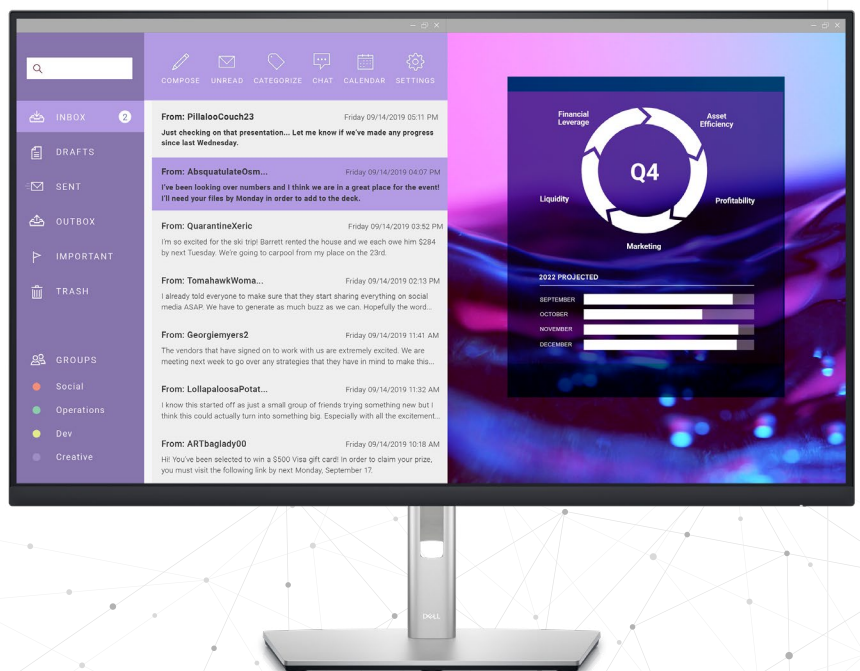 INBOX
2
DRAFTS
SENT
OUTBOX
IMPORTANT
TRASH
GROUPS
Social
Operations
Dev
Creative
COMPOSE UNREAD CATEGORIZE CHAT CALENDAR SETTINGS
From: PillalooCouch23 Friday 09/14/2019 05:11 PM
Just checking on that presentation... Let me know if we've made any progress
since last Wednesday.
From: AbsquatulateOsm... Friday 09/14/2019 04:07 PM
I've been looking over numbers and I think we are in a great place for the event!
I'll need your files by Monday in order to add to the deck.
From: QuarantineXeric Friday 09/14/2019 03:52 PM
I'm so excited for the ski trip! Barrett rented the house and we each owe him $284
by next Tuesday. We're going to carpool from my place on the 23rd.
From: TomahawkWoma... Friday 09/14/2019 02:13 PM
I already told everyone to make sure that they start sharing everything on social
media ASAP. We have to generate as much buzz as we can. Hopefully the word...
From: Georgiemyers2 Friday 09/14/2019 11:41 AM
The vendors that have signed on to work with us are extremely excited. We are
meeting next week to go over any strategies that they have in mind to make this...
From: LollapaloosaPotat... Friday 09/14/2019 11:32 AM
I know this started off as just a small group of friends trying something new but I
think this could actually turn into something big. Especially with all the excitement...
From: ARTbaglady00 Friday 09/14/2019 10:18 AM
Hi! You've been selected to win a $500 Visa gift card! In order to claim your prize,
you must visit the following link by next Monday, September 17.
Financial
Leverage
Asset
Efficiency
Q4
Liquidity
Profitability
Marketing
2022 PROJECTED
SEPTEMBER
OCTOBER
NOVEMBER
DECEMBER
DELL